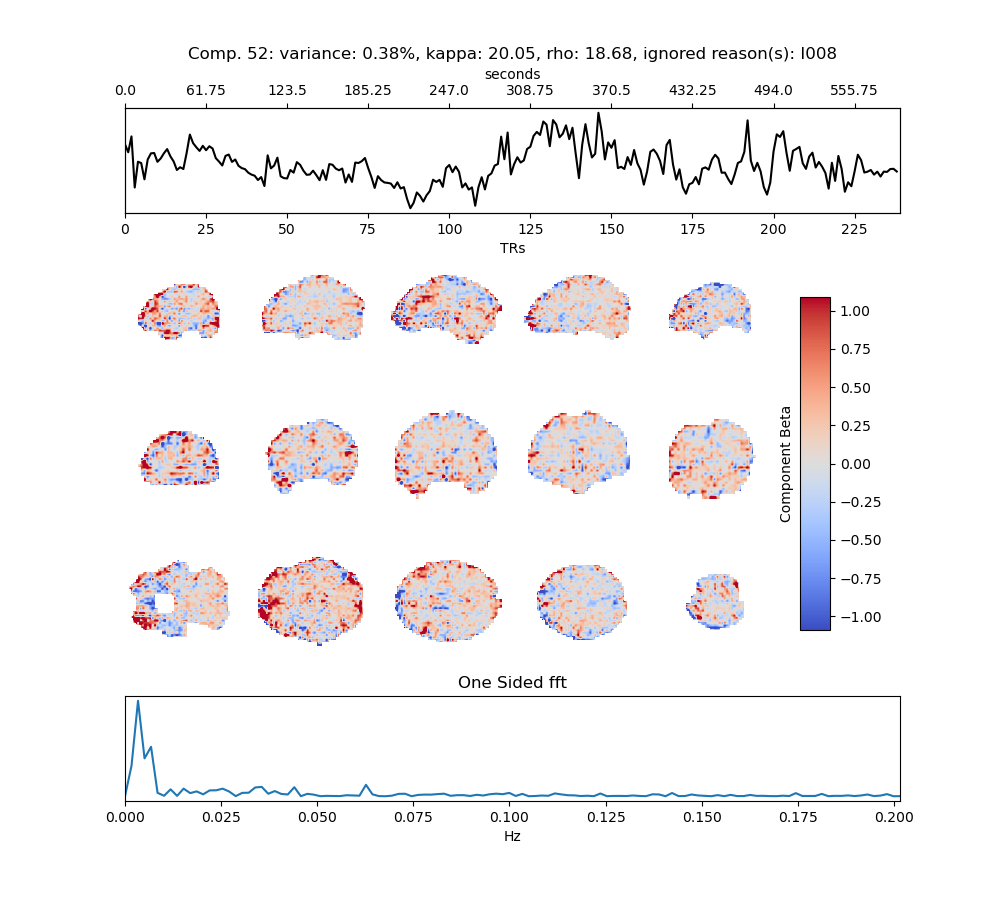 Comp. 52: variance: 0.38%, kappa: 20.05, rho: 18.68, ignored reason(s): I008
seconds
0.0 61.75 123.5 185.25 247.0 308.75 370.5 432.25 494.0 555.75
0 25 50 75 100 125 150 175 200 225
TRs
1.00
0.75
0.50
0.25
0.00
−0.25
−0.50
−0.75
−1.00
Component Beta
One Sided fft
0.000 0.025 0.050 0.075 0.100 0.125 0.150 0.175 0.200
Hz